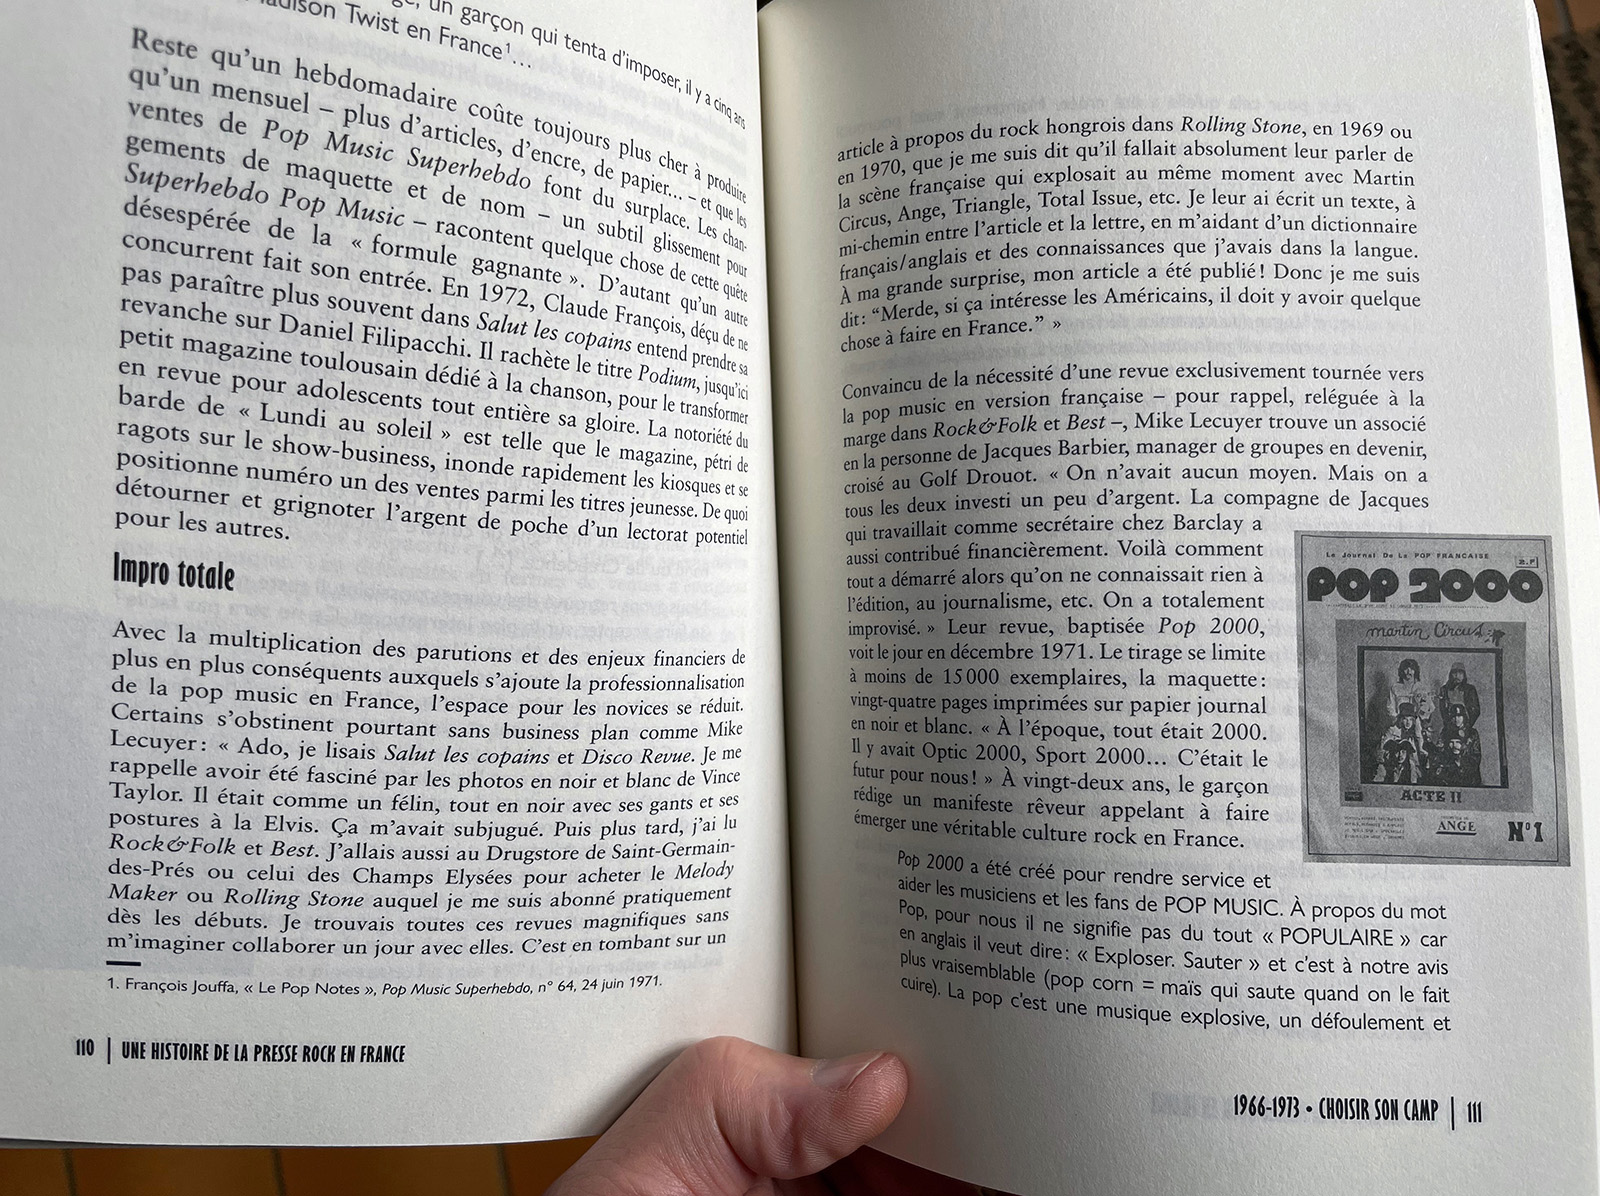 un garçon qui tenta d'imposer, il y a cinq ans
Madison Twist en France¹…
Reste qu'un hebdomadaire coûte toujours plus cher à produire
qu'un mensuel – plus d'articles, d'encre, de papier… – et que les
ventes de Pop Music Superhebdo font du surplace. Les chan-
gements de maquette et de nom – un subtil glissement pour
Superhebdo Pop Music – racontent quelque chose de cette quête
désespérée de la « formule gagnante ». D'autant qu'un autre
concurrent fait son entrée. En 1972, Claude François, déçu de ne
pas paraître plus souvent dans Salut les copains entend prendre sa
revanche sur Daniel Filipacchi. Il rachète le titre Podium, jusqu'ici
petit magazine toulousain dédié à la chanson, pour le transformer
en revue pour adolescents tout entière sa gloire. La notoriété du
barde de « Lundi au soleil » est telle que le magazine, pétri de
ragots sur le show-business, inonde rapidement les kiosques et se
positionne numéro un des ventes parmi les titres jeunesse. De quoi
détourner et grignoter l'argent de poche d'un lectorat potentiel
pour les autres.
Impro totale
Avec la multiplication des parutions et des enjeux financiers de
plus en plus conséquents auxquels s'ajoute la professionnalisation
de la pop music en France, l'espace pour les novices se réduit.
Certains s'obstinent pourtant sans business plan comme Mike
Lecuyer : « Ado, je lisais Salut les copains et Disco Revue. Je me
rappelle avoir été fasciné par les photos en noir et blanc de Vince
Taylor. Il était comme un félin, tout en noir avec ses gants et ses
postures à la Elvis. Ça m'avait subjugué. Puis plus tard, j'ai lu
Rock&Folk et Best. J'allais aussi au Drugstore de Saint-Germain-
des-Prés ou celui des Champs Elysées pour acheter le Melody
Maker ou Rolling Stone auquel je me suis abonné pratiquement
dès les débuts. Je trouvais toutes ces revues magnifiques sans
m'imaginer collaborer un jour avec elles. C'est en tombant sur un
1. François Jouffa, « Le Pop Notes », Pop Music Superhebdo, n° 64, 24 juin 1971.
110 | UNE HISTOIRE DE LA PRESSE ROCK EN FRANCE
article à propos du rock hongrois dans Rolling Stone, en 1969 ou
en 1970, que je me suis dit qu'il fallait absolument leur parler de
la scène française qui explosait au même moment avec Martin
Circus, Ange, Triangle, Total Issue, etc. Je leur ai écrit un texte, à
mi-chemin entre l'article et la lettre, en m'aidant d'un dictionnaire
français/anglais et des connaissances que j'avais dans la langue.
À ma grande surprise, mon article a été publié ! Donc je me suis
dit : “Merde, si ça intéresse les Américains, il doit y avoir quelque
chose à faire en France.” »
Convaincu de la nécessité d'une revue exclusivement tournée vers
la pop music en version française – pour rappel, reléguée à la
marge dans Rock&Folk et Best –, Mike Lecuyer trouve un associé
en la personne de Jacques Barbier, manager de groupes en devenir,
croisé au Golf Drouot. « On n'avait aucun moyen. Mais on a
tous les deux investi un peu d'argent. La compagne de Jacques
qui travaillait comme secrétaire chez Barclay a
aussi contribué financièrement. Voilà comment
tout a démarré alors qu'on ne connaissait rien à
l'édition, au journalisme, etc. On a totalement
improvisé. » Leur revue, baptisée Pop 2000,
voit le jour en décembre 1971. Le tirage se limite
à moins de 15 000 exemplaires, la maquette :
vingt-quatre pages imprimées sur papier journal
en noir et blanc. « À l'époque, tout était 2000.
Il y avait Optic 2000, Sport 2000… C'était le
futur pour nous ! » À vingt-deux ans, le garçon
rédige un manifeste rêveur appelant à faire
émerger une véritable culture rock en France.
Le Journal De La POP FRANCAISE
2.F
POP 2000
martin Circus
ACTE II
ANGE
N°1
Pop 2000 a été créé pour rendre service et
aider les musiciens et les fans de POP MUSIC. À propos du mot
Pop, pour nous il ne signifie pas du tout « POPULAIRE » car
en anglais il veut dire : « Exploser. Sauter » et c'est à notre avis
plus vraisemblable (pop corn = maïs qui saute quand on le fait
cuire). La pop c'est une musique explosive, un défoulement et
1966-1973 • CHOISIR SON CAMP | 111